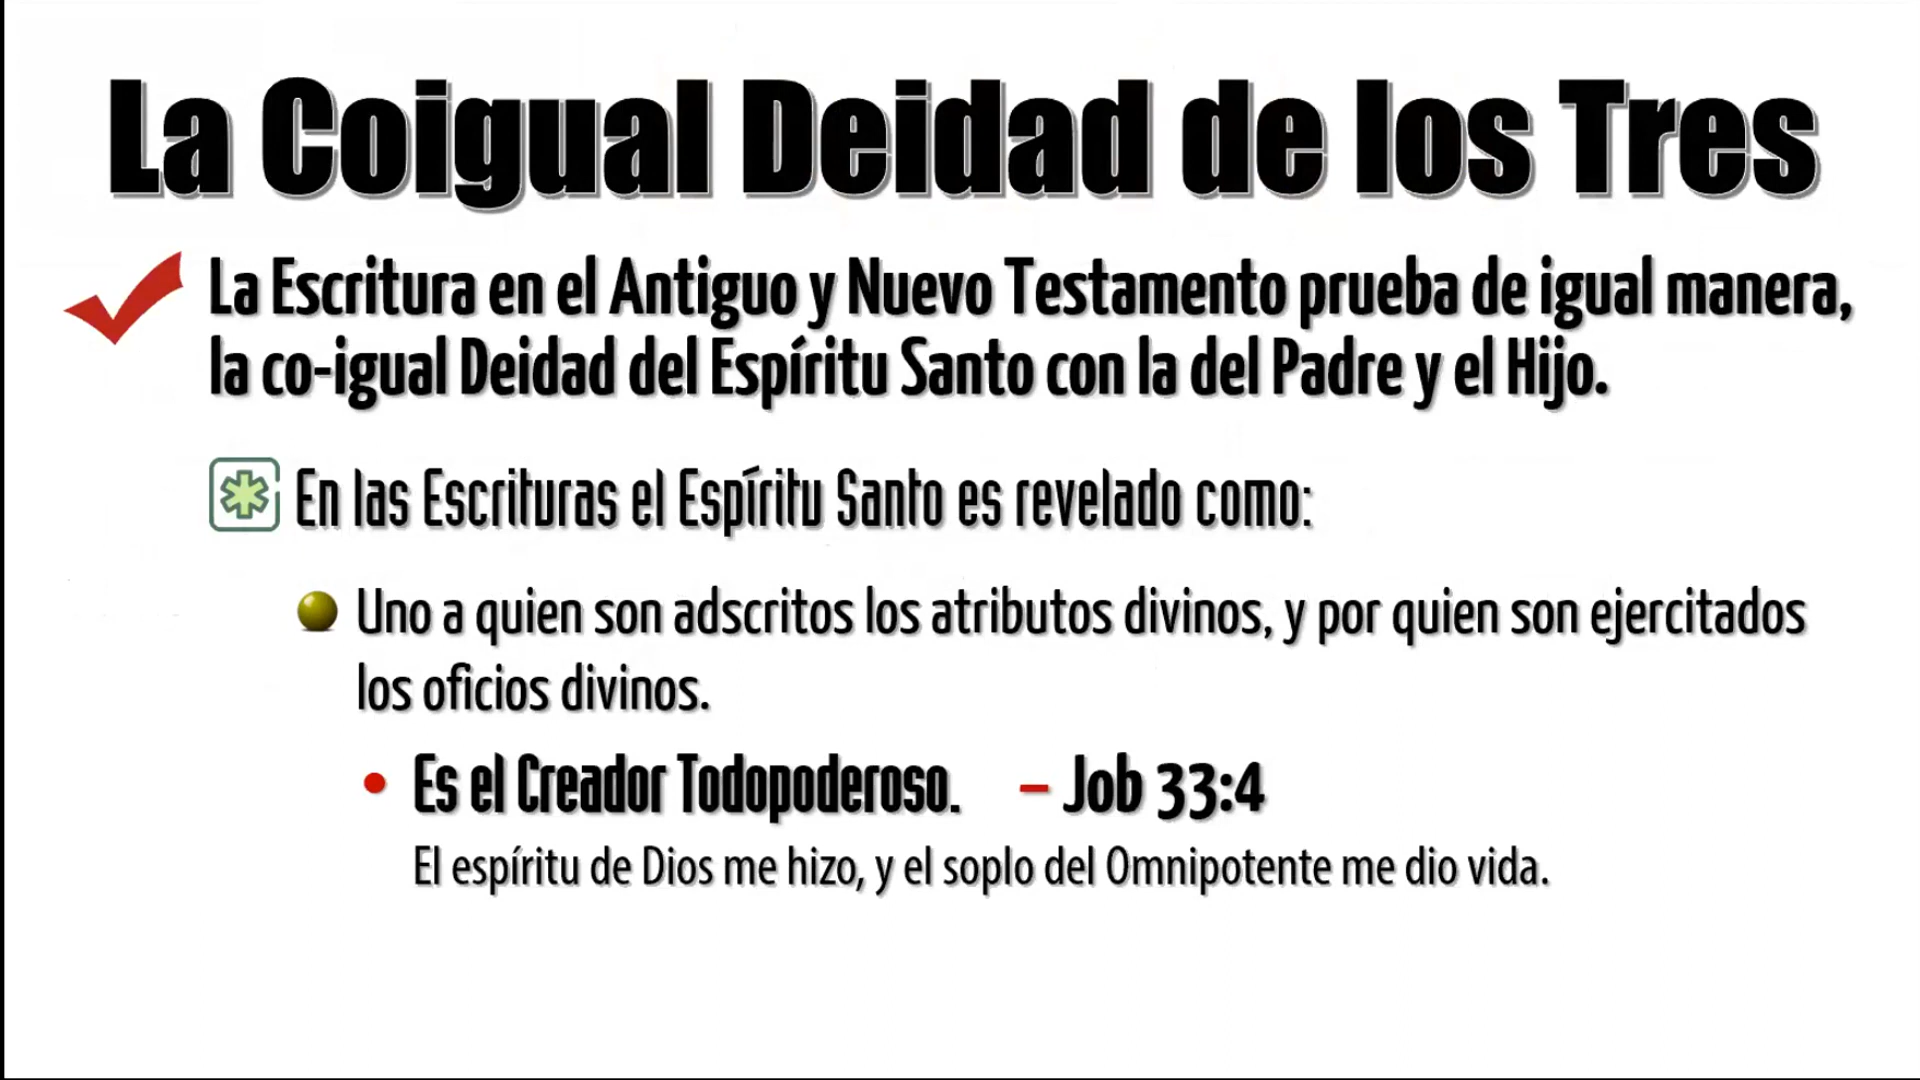 La Coigual Deidad de los Tres
La Escritura en el Antiguo y Nuevo Testamento prueba de igual manera,
la co-igual Deidad del Espíritu Santo con la del Padre y el Hijo.
En las Escrituras el Espíritu Santo es revelado como:
Uno a quien son adscritos los atributos divinos, y por quien son ejercitados
los oficios divinos.
Es el Creador Todopoderoso. – Job 33:4
El espíritu de Dios me hizo, y el soplo del Omnipotente me dio vida.